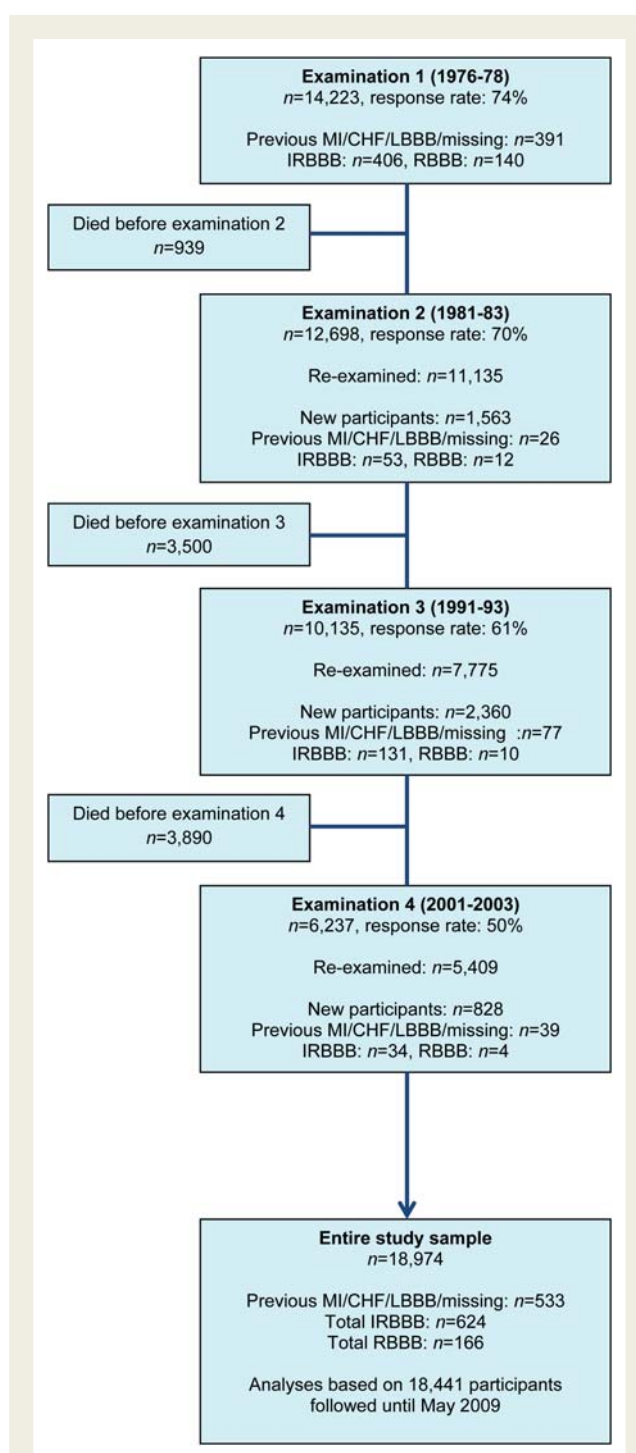 Examination 1 (1976-78)
n=14,223, response rate: 74%
Previous MI/CHF/LBBB/missing: n=391
IRBBB: n=406, RBBB: n=140
Died before examination 2
n=939
Examination 2 (1981-83)
n=12,698, response rate: 70%
Re-examined: n=11,135
New participants: n=1,563
Previous MI/CHF/LBBB/missing: n=26
IRBBB: n=53, RBBB: n=12
Died before examination 3
n=3,500
Examination 3 (1991-93)
n=10,135, response rate: 61%
Re-examined: n=7,775
New participants: n=2,360
Previous MI/CHF/LBBB/missing :n=77
IRBBB: n=131, RBBB: n=10
Died before examination 4
n=3,890
Examination 4 (2001-2003)
n=6,237, response rate: 50%
Re-examined: n=5,409
New participants: n=828
Previous MI/CHF/LBBB/missing: n=39
IRBBB: n=34, RBBB: n=4
Entire study sample
n=18,974
Previous MI/CHF/LBBB/missing: n=533
Total IRBBB: n=624
Total RBBB: n=166
Analyses based on 18,441 participants
followed until May 2009